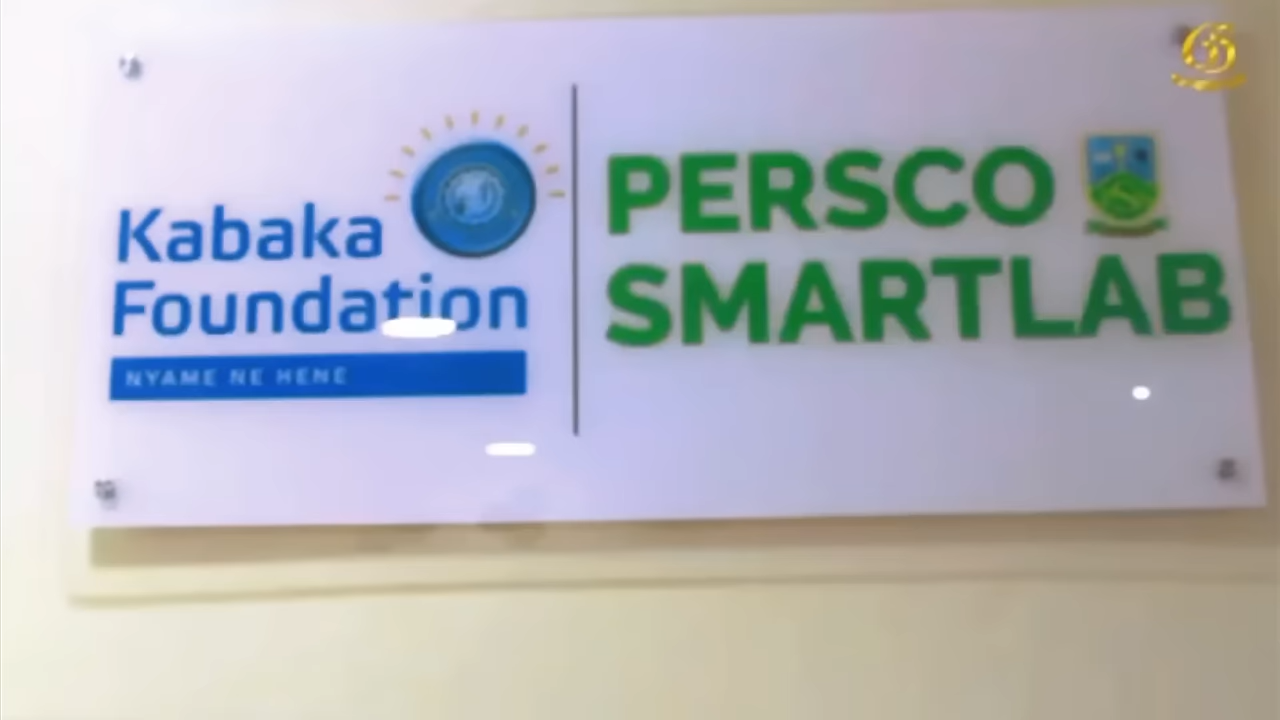 Kabaka
Foundation
NYAME NE HENE
PERSCO
SMARTLAB